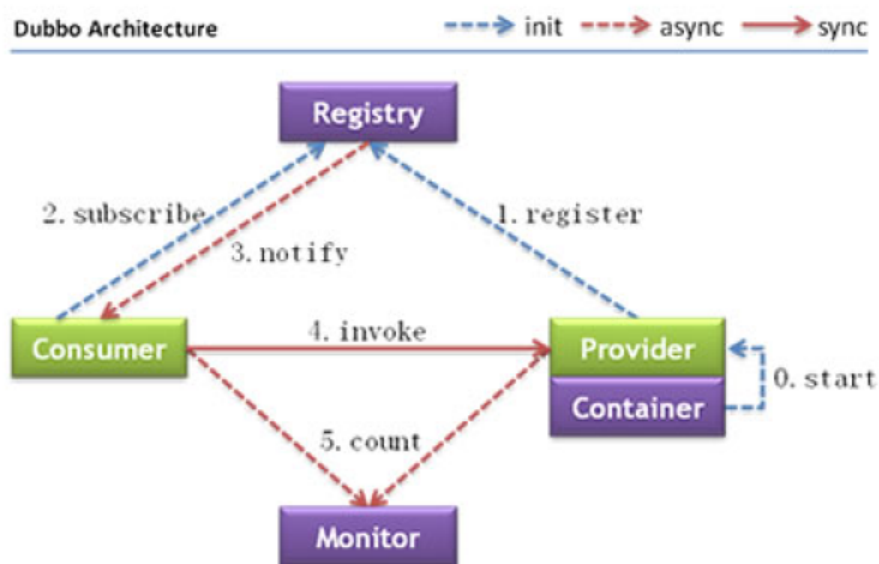 Dubbo Architecture
init
async
sync
Registry
2. subscribe
1. register
3. notify
4. invoke
Consumer
Provider
0. start
Container
5. count
Monitor